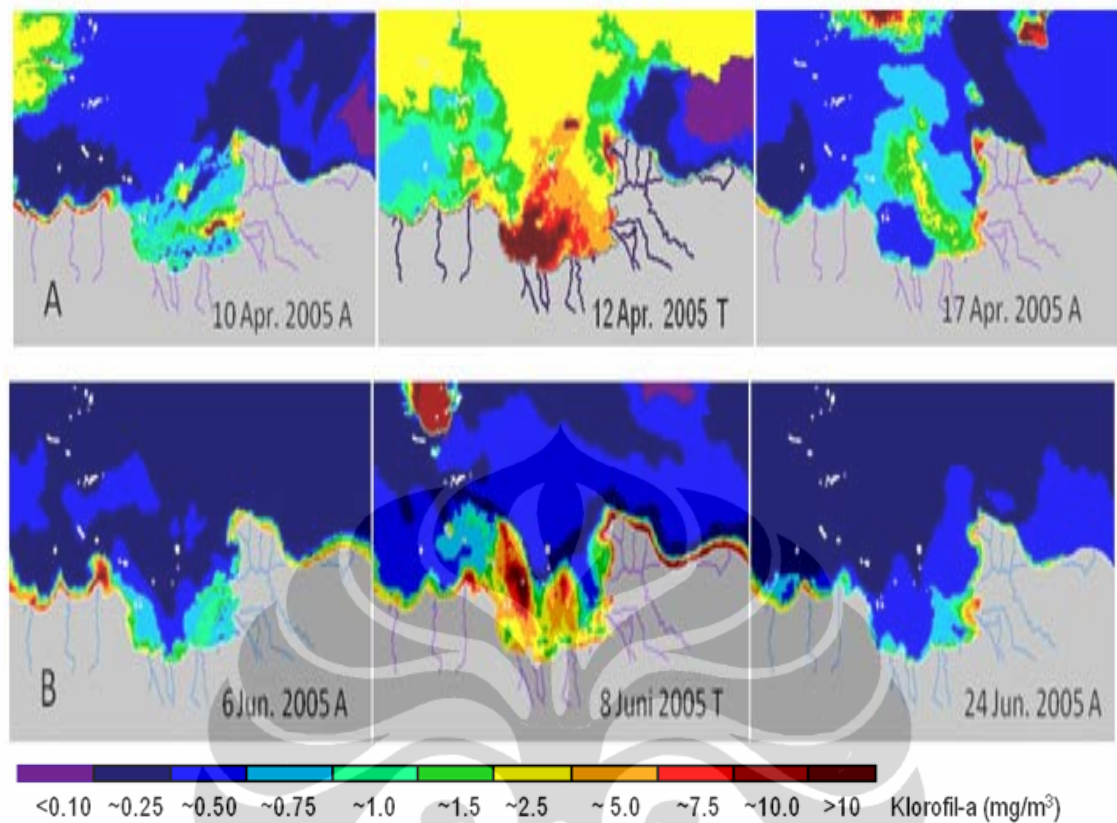 A
10 Apr. 2005 A
12 Apr. 2005 T
17 Apr. 2005 A
B
6 Jun. 2005 A
8 Juni 2005 T
24 Jun. 2005 A
<0.10 ~0.25 ~0.50 ~0.75 ~1.0 ~1.5 ~2.5 ~5.0 ~7.5 ~10.0 >10 Klorofil-a (mg/m³)